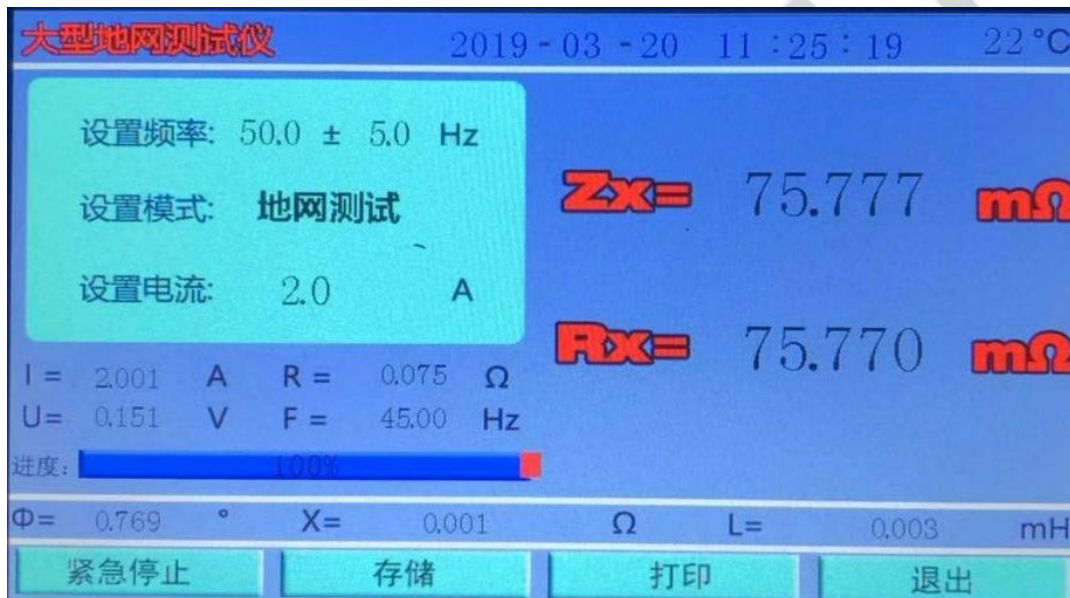 大型地网测试仪 2019-03-20 11:25:19 22℃
设置频率: 50.0 ± 5.0 Hz
设置模式: 地网测试
设置电流: 2.0 A
Zx= 75.777 mΩ
Rx= 75.770 mΩ
I = 2.001 A R = 0.075 Ω
U= 0.151 V F = 45.00 Hz
进度: 100%
Φ= 0.769 ° X= 0.001 Ω L= 0.003 mH
紧急停止 存储 打印 退出